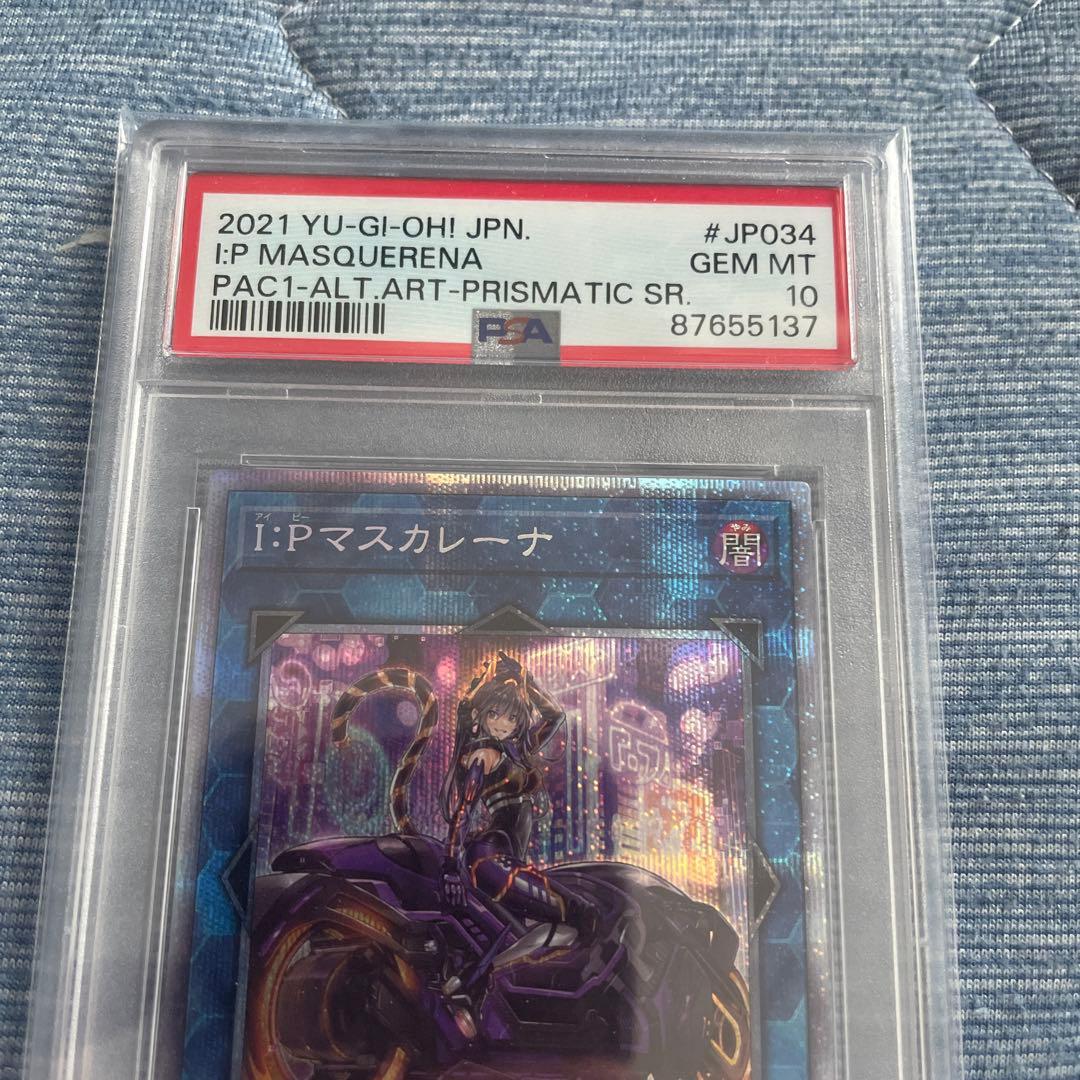 2021 YU-GI-OH! JPN. #JP034
I:P MASQUERENA GEM MT
PAC1-ALT.ART-PRISMATIC SR. 10
PSA 87655137
アイ ピー
I:Pマスカレーナ
やみ
闇